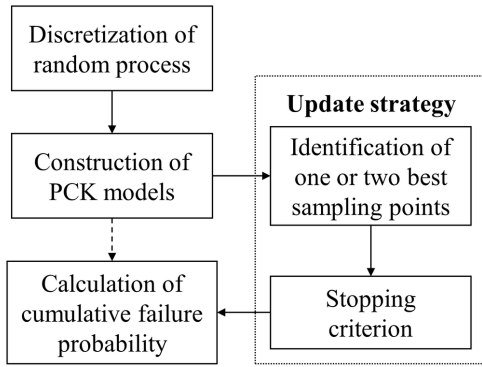 Discretization of
random process
Construction of
PCK models
Calculation of
cumulative failure
probability
Update strategy
Identification of
one or two best
sampling points
Stopping
criterion